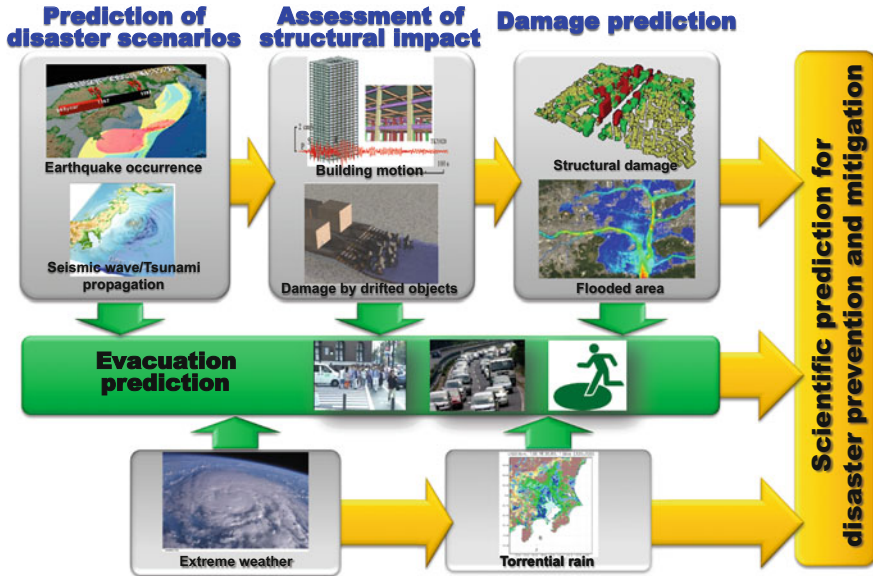 Prediction of
disaster scenarios
Assessment of
structural impact
Damage prediction
Earthquake occurrence
Seismic wave/Tsunami
propagation
Building motion
Damage by drifted objects
Structural damage
Flooded area
Evacuation
prediction
Extreme weather
Torrential rain
Scientific prediction for
disaster prevention and mitigation